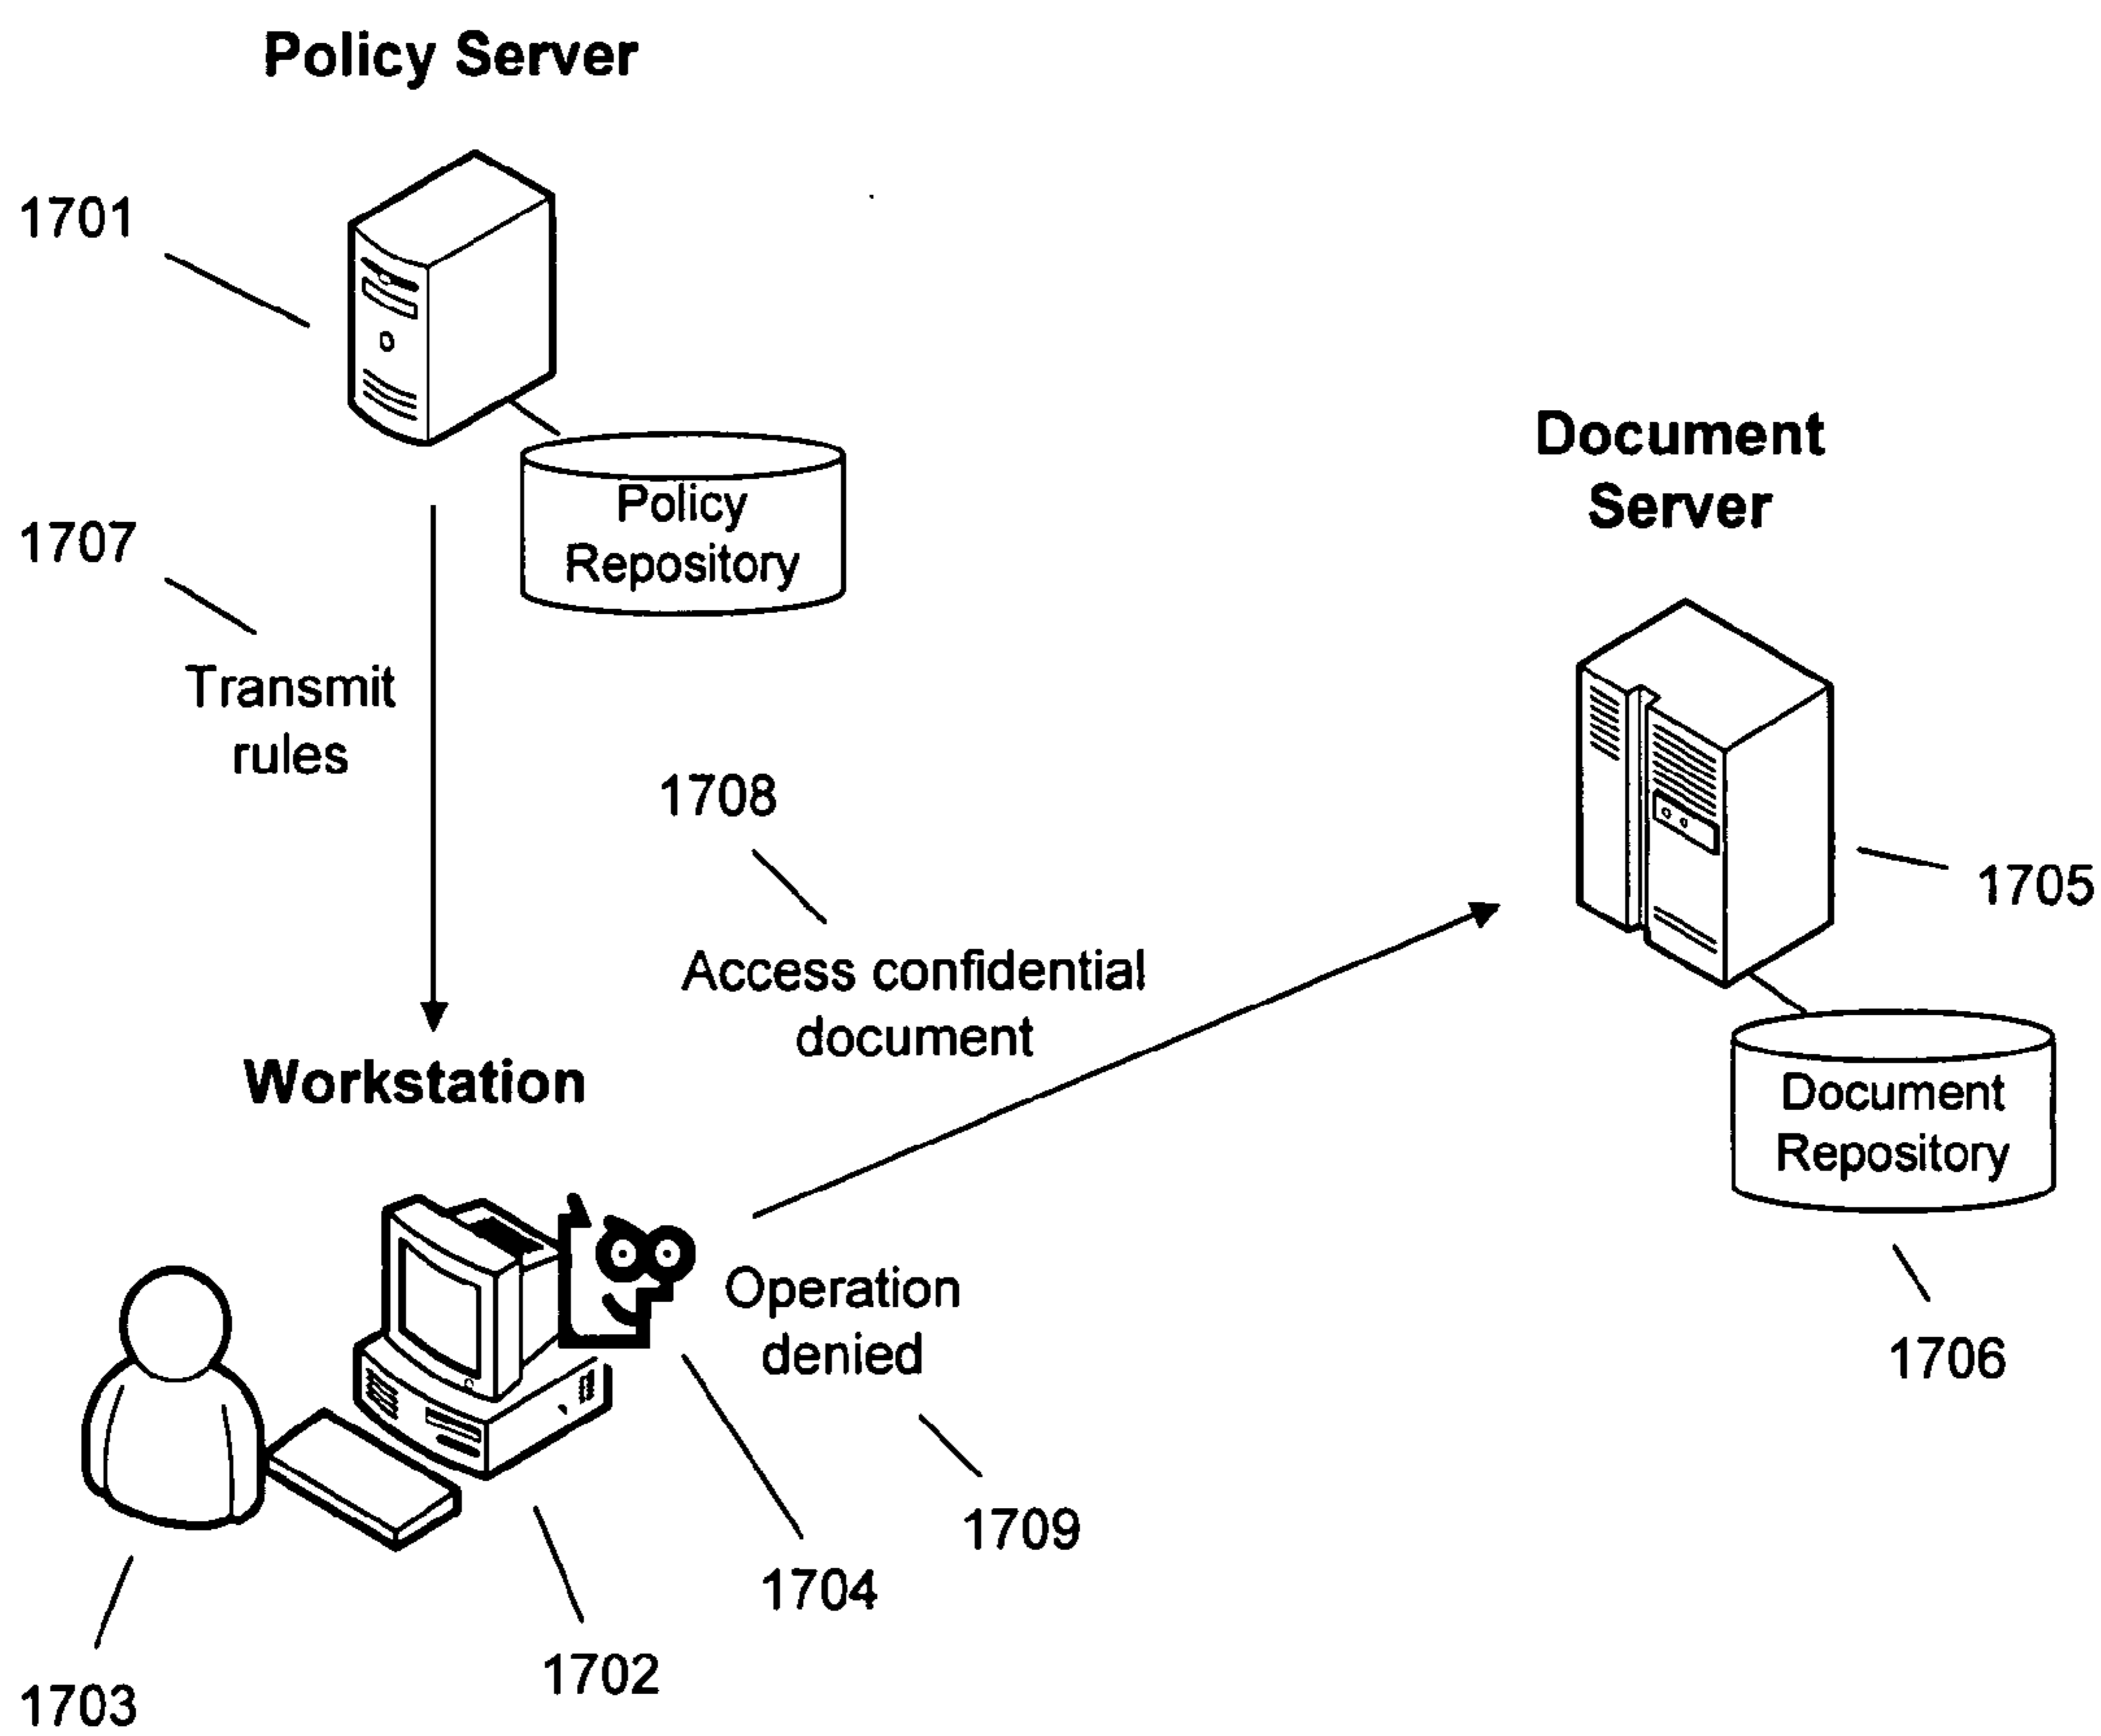 Policy Server
1701
Policy
Repository
1707
Transmit
rules
Document
Server
1705
1708
Access confidential
document
Document
Repository
1706
Workstation
Operation
denied
1709
1704
1702
1703